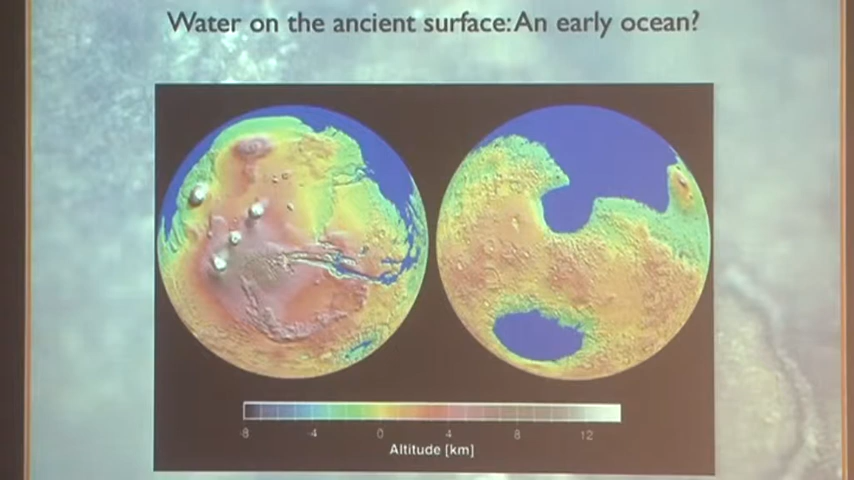 Water on the ancient surface: An early ocean?
-8 -4 0 4 8 12
Altitude [km]